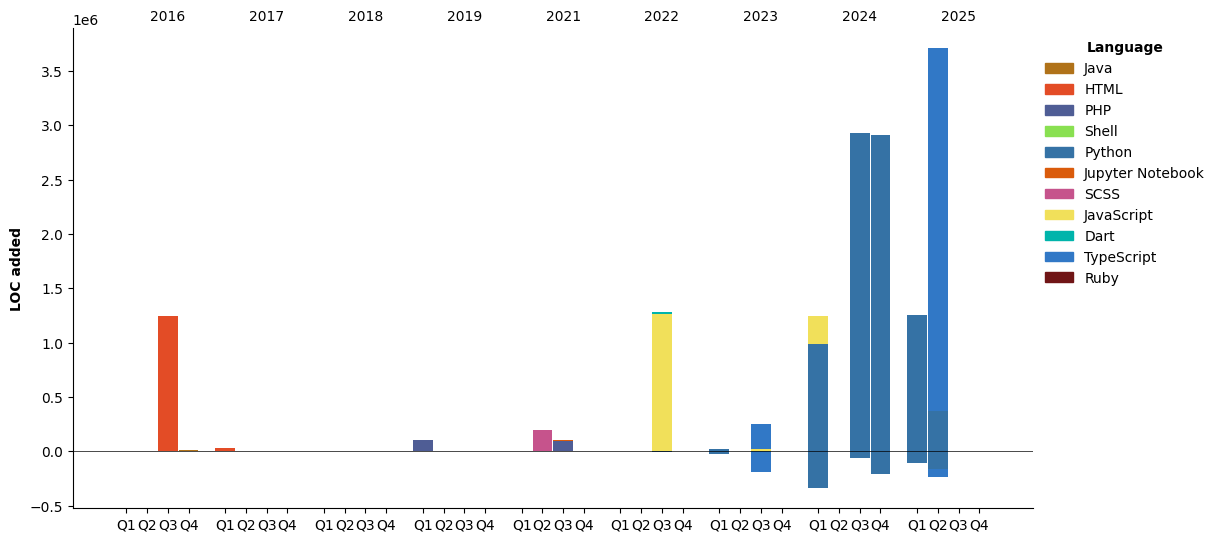 1e6
2016 2017 2018 2019 2021 2022 2023 2024 2025
LOC added
3.5
3.0
2.5
2.0
1.5
1.0
0.5
0.0
−0.5
Q1 Q2 Q3 Q4 Q1 Q2 Q3 Q4 Q1 Q2 Q3 Q4 Q1 Q2 Q3 Q4 Q1 Q2 Q3 Q4 Q1 Q2 Q3 Q4 Q1 Q2 Q3 Q4 Q1 Q2 Q3 Q4 Q1 Q2 Q3 Q4
Language
Java
HTML
PHP
Shell
Python
Jupyter Notebook
SCSS
JavaScript
Dart
TypeScript
Ruby